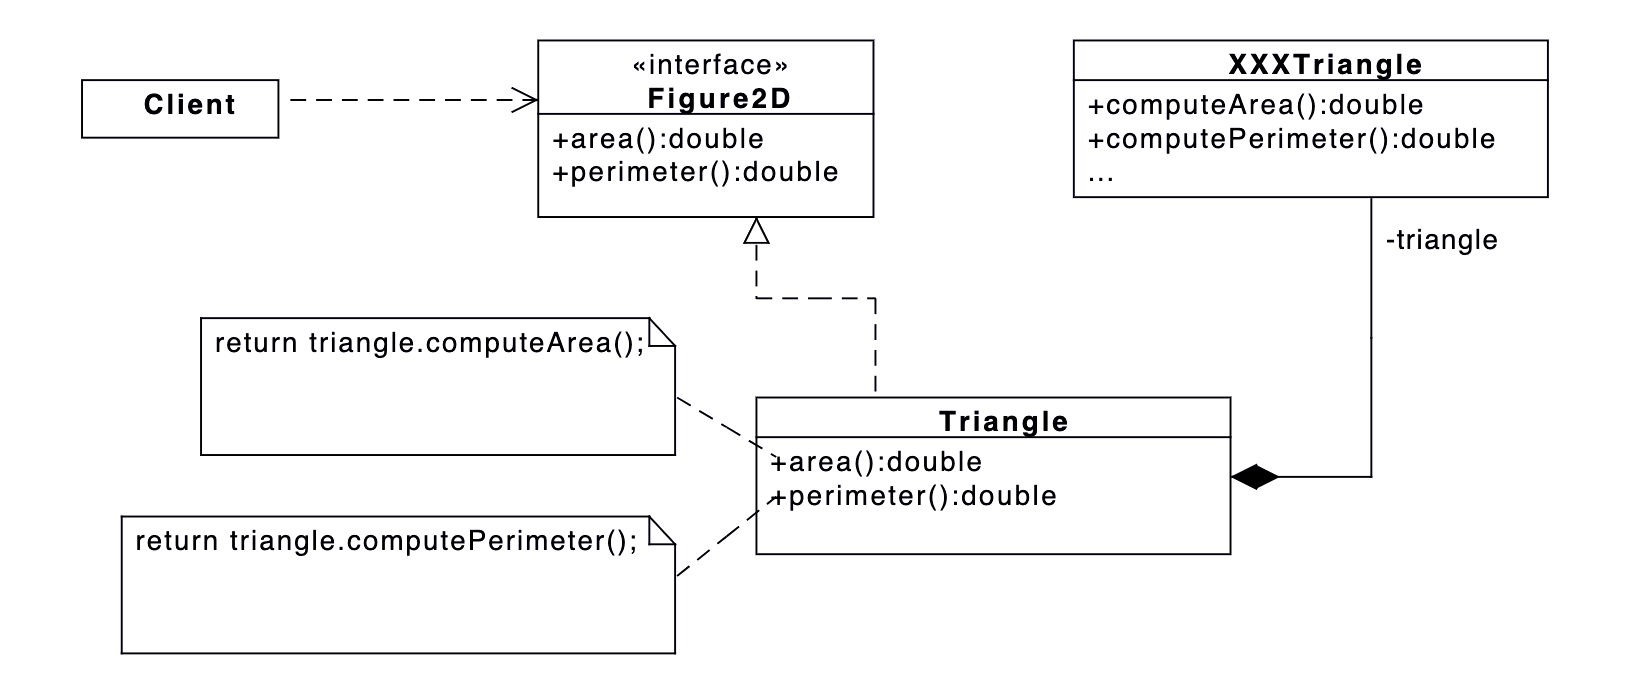 Client
«interface»
Figure2D
+area():double
+perimeter():double
XXXTriangle
+computeArea():double
+computePerimeter():double
...
-triangle
return triangle.computeArea();
Triangle
+area():double
+perimeter():double
return triangle.computePerimeter();